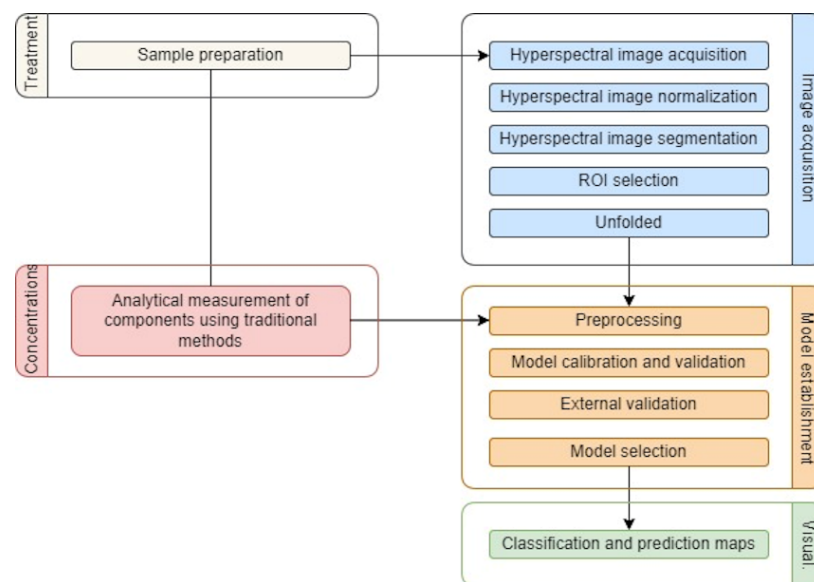 Treatment
Sample preparation
Hyperspectral image acquisition
Hyperspectral image normalization
Hyperspectral image segmentation
ROI selection
Unfolded
Image acquisition
Concentrations
Analytical measurement of
components using traditional
methods
Preprocessing
Model calibration and validation
External validation
Model selection
Model establishment
Classification and prediction maps
Visual.